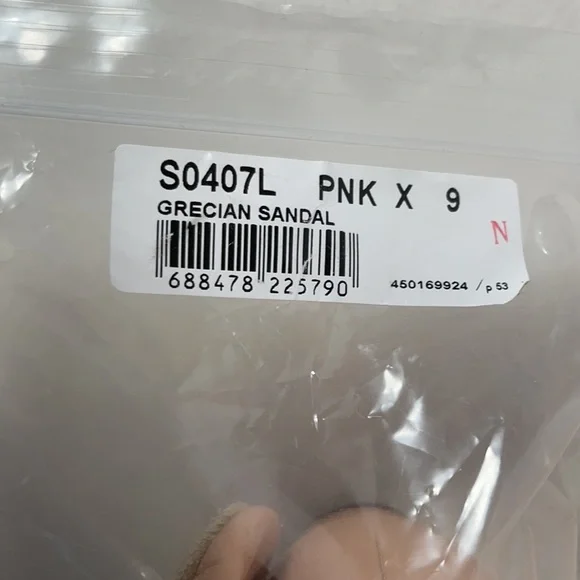 S0407L PNK X 9
GRECIAN SANDAL
N
688478 225790
450169924 / p 53